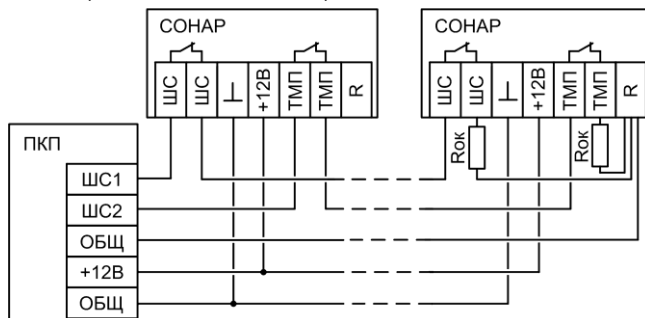 СОНАР
СОНАР
ШС
ШС
⊥
+12В
ТМП
ТМП
R
ШС
ШС
⊥
+12В
ТМП
ТМП
R
Rок
Rок
ПКП
ШС1
ШС2
ОБЩ
+12В
ОБЩ